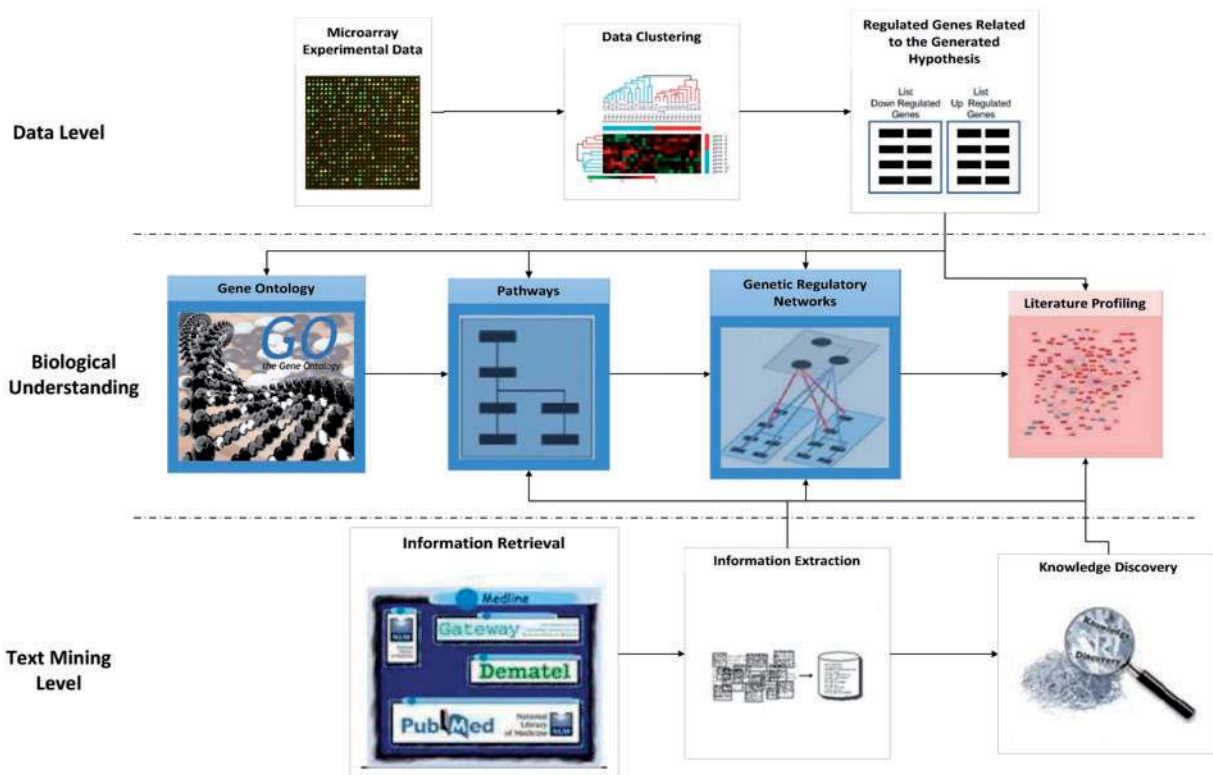 Microarray
Experimental Data
Data Clustering
Regulated Genes Related
to the Generated
Hypothesis
List
Down Regulated
Genes
List
Up Regulated
Genes
Data Level
Gene Ontology
GO
the Gene Ontology
Pathways
Genetic Regulatory
Networks
Literature Profiling
Biological
Understanding
Information Retrieval
Medline
Gateway
NLM
Dematel
PubMed
National
Library
of Medicine
NLM
Information Extraction
Knowledge Discovery
Knowledge
Discovery
Text Mining
Level